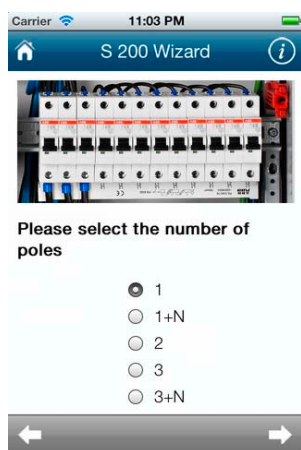 Carrier 11:03 PM
S 200 Wizard
i
Please select the number of
poles
1
1+N
2
3
3+N